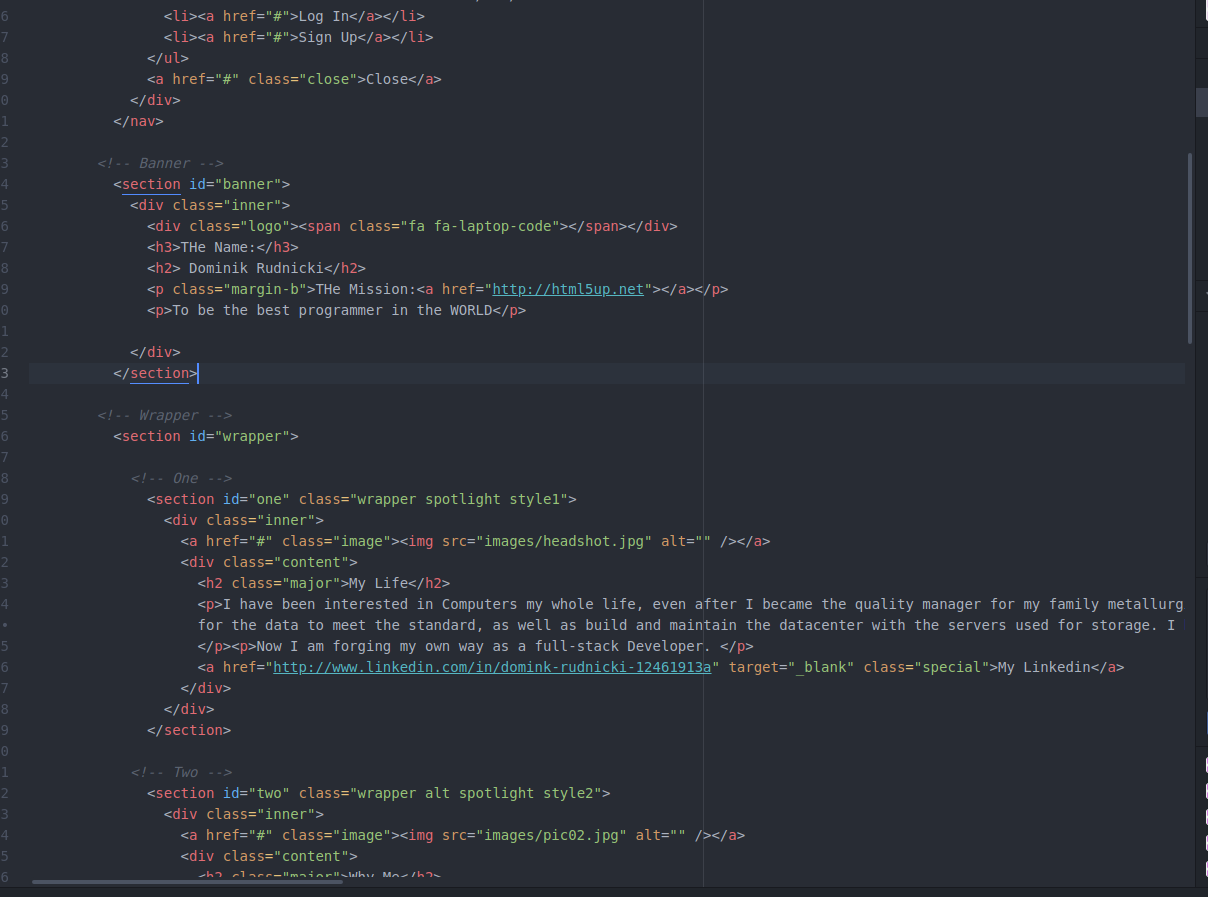 6 <li><a href="#">Log In</a></li>
7 <li><a href="#">Sign Up</a></li>
8 </ul>
9 <a href="#" class="close">Close</a>
0 </div>
1 </nav>
2
3 <!-- Banner -->
4 <section id="banner">
5 <div class="inner">
6 <div class="logo"><span class="fa fa-laptop-code"></span></div>
7 <h3>THe Name:</h3>
8 <h2> Dominik Rudnicki</h2>
9 <p class="margin-b">THe Mission:<a href="http://html5up.net"></a></p>
0 <p>To be the best programmer in the WORLD</p>
1
2 </div>
3 </section>
4
5 <!-- Wrapper -->
6 <section id="wrapper">
7
8 <!-- One -->
9 <section id="one" class="wrapper spotlight style1">
0 <div class="inner">
1 <a href="#" class="image"><img src="images/headshot.jpg" alt="" /></a>
2 <div class="content">
3 <h2 class="major">My Life</h2>
4 <p>I have been interested in Computers my whole life, even after I became the quality manager for my family metallurg
• for the data to meet the standard, as well as build and maintain the datacenter with the servers used for storage. I
5 </p><p>Now I am forging my own way as a full-stack Developer. </p>
6 <a href="http://www.linkedin.com/in/domink-rudnicki-12461913a" target="_blank" class="special">My Linkedin</a>
7 </div>
8 </div>
9 </section>
0
1 <!-- Two -->
2 <section id="two" class="wrapper alt spotlight style2">
3 <div class="inner">
4 <a href="#" class="image"><img src="images/pic02.jpg" alt="" /></a>
5 <div class="content">
6 <h2 class="major">Why Me</h2>